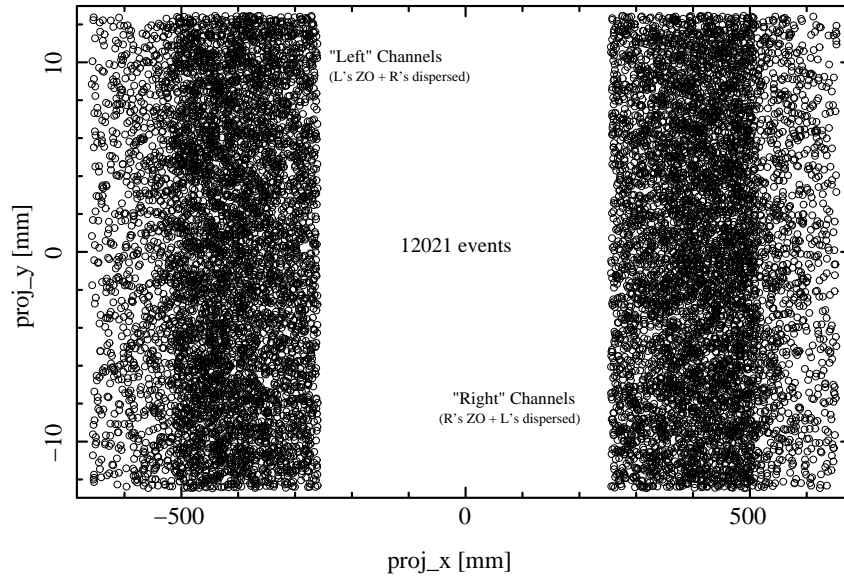 10
0
−10
proj_y [mm]
"Left" Channels
(L's ZO + R's dispersed)
12021 events
"Right" Channels
(R's ZO + L's dispersed)
−500
0
500
proj_x [mm]